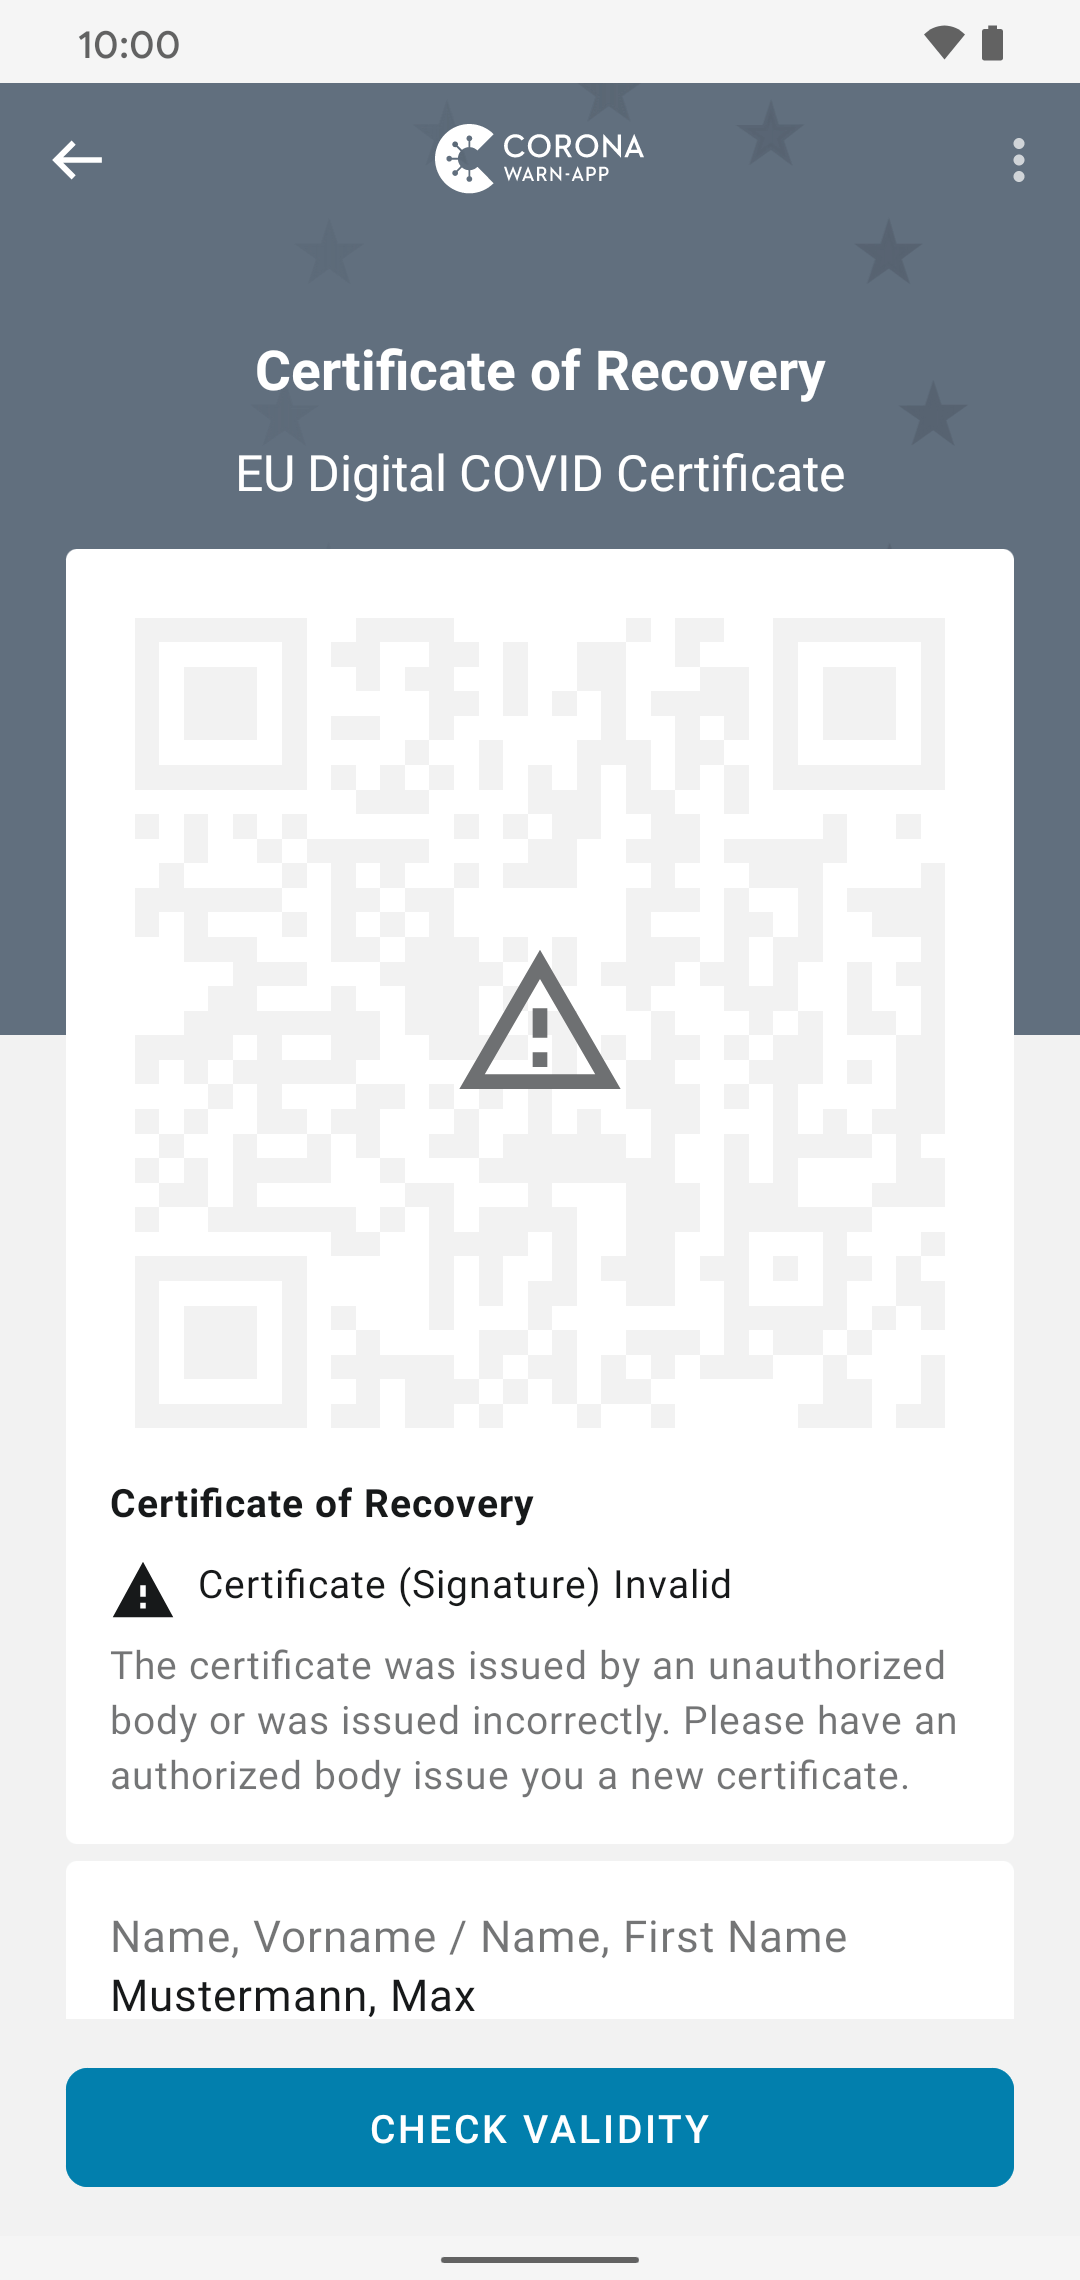 10:00
CORONA
WARN-APP
Certificate of Recovery
EU Digital COVID Certificate
Certificate of Recovery
Certificate (Signature) Invalid
The certificate was issued by an unauthorized
body or was issued incorrectly. Please have an
authorized body issue you a new certificate.
Name, Vorname / Name, First Name
Mustermann, Max
CHECK VALIDITY